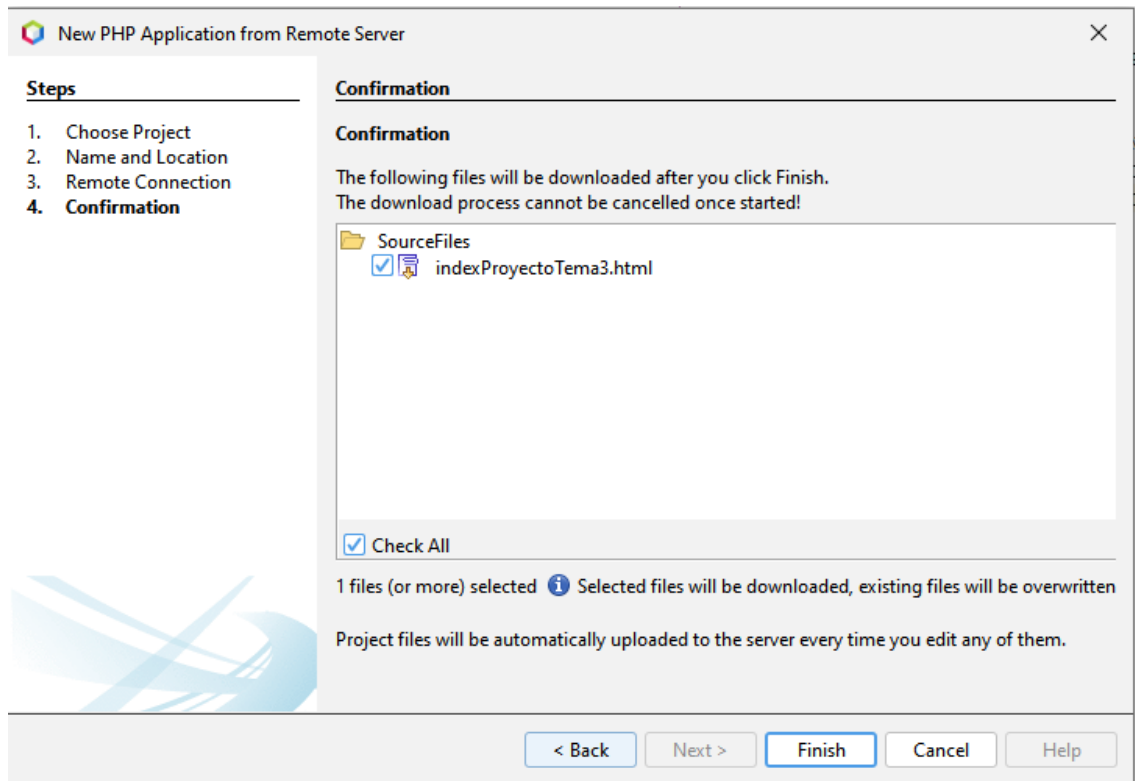 New PHP Application from Remote Server
Steps
1. Choose Project
2. Name and Location
3. Remote Connection
4. Confirmation
Confirmation
Confirmation
The following files will be downloaded after you click Finish.
The download process cannot be cancelled once started!
SourceFiles
indexProyectoTema3.html
Check All
1 files (or more) selected Selected files will be downloaded, existing files will be overwritten
Project files will be automatically uploaded to the server every time you edit any of them.
< Back Next > Finish Cancel Help